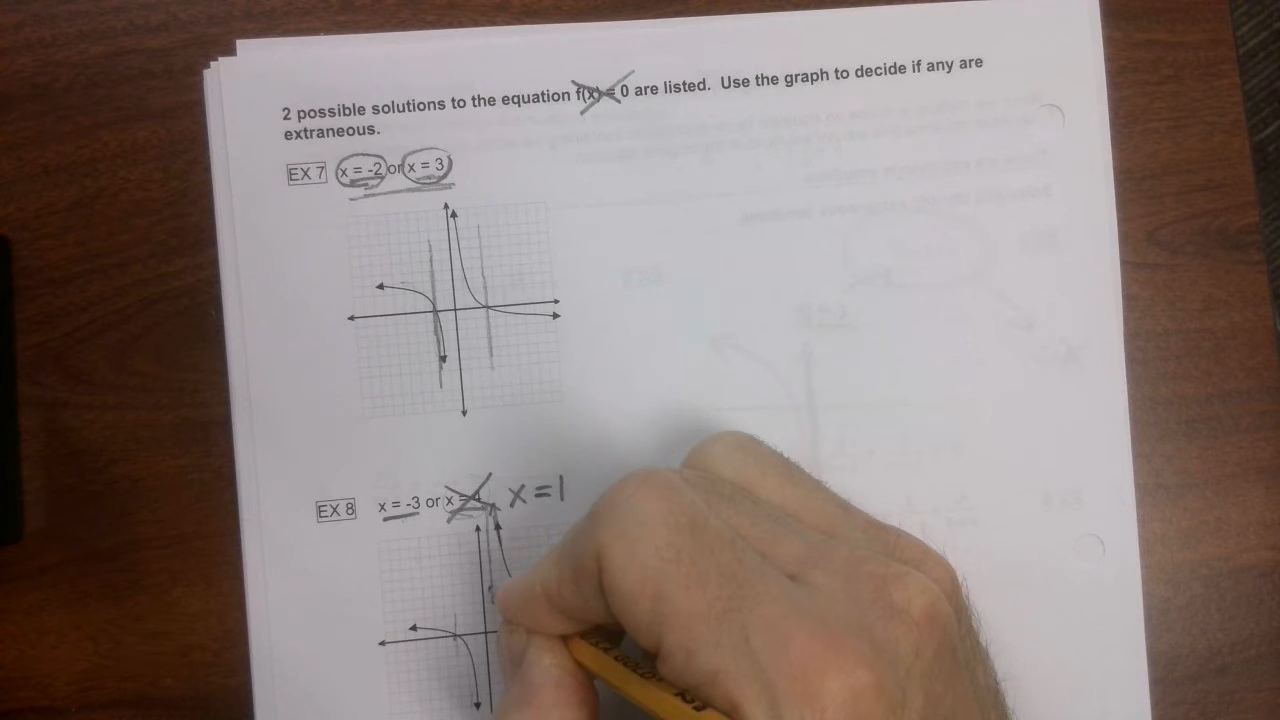 2 possible solutions to the equation f(x) = 0 are listed. Use the graph to decide if any are
extraneous.
EX 7 x = -2 or x = 3
EX 8 x = -3 or x = 4 x = 1